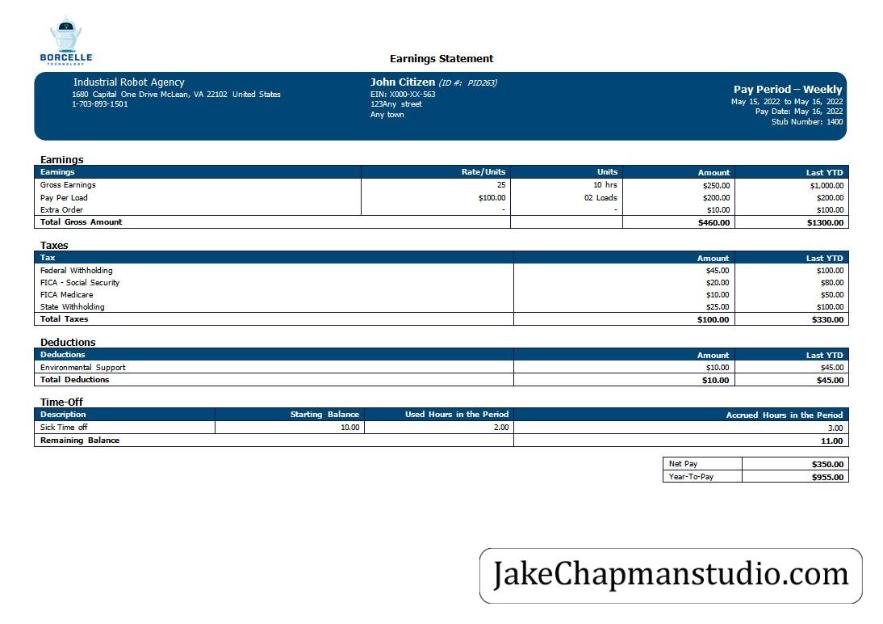 BORCELLE
TECHNOLOGY
Earnings Statement
Industrial Robot Agency
1680 Capital One Drive McLean, VA 22102 United States
1-703-893-1501
John Citizen (ID #: PID263)
EIN: X000-XX-563
123Any street
Any town
Pay Period – Weekly
May 15, 2022 to May 16, 2022
Pay Date: May 16, 2022
Stub Number: 1400
Earnings
Earnings Rate/Units Units Amount Last YTD
Gross Earnings 25 10 hrs $250.00 $1,000.00
Pay Per Load $100.00 02 Loads $200.00 $200.00
Extra Order - - $10.00 $100.00
Total Gross Amount $460.00 $1300.00
Taxes
Tax Amount Last YTD
Federal Withholding $45.00 $100.00
FICA - Social Security $20.00 $80.00
FICA Medicare $10.00 $50.00
State Withholding $25.00 $100.00
Total Taxes $100.00 $330.00
Deductions
Deductions Amount Last YTD
Environmental Support $10.00 $45.00
Total Deductions $10.00 $45.00
Time-Off
Description Starting Balance Used Hours in the Period Accrued Hours in the Period
Sick Time off 10.00 2.00 3.00
Remaining Balance 11.00
Net Pay $350.00
Year-To-Pay $955.00
JakeChapmanstudio.com